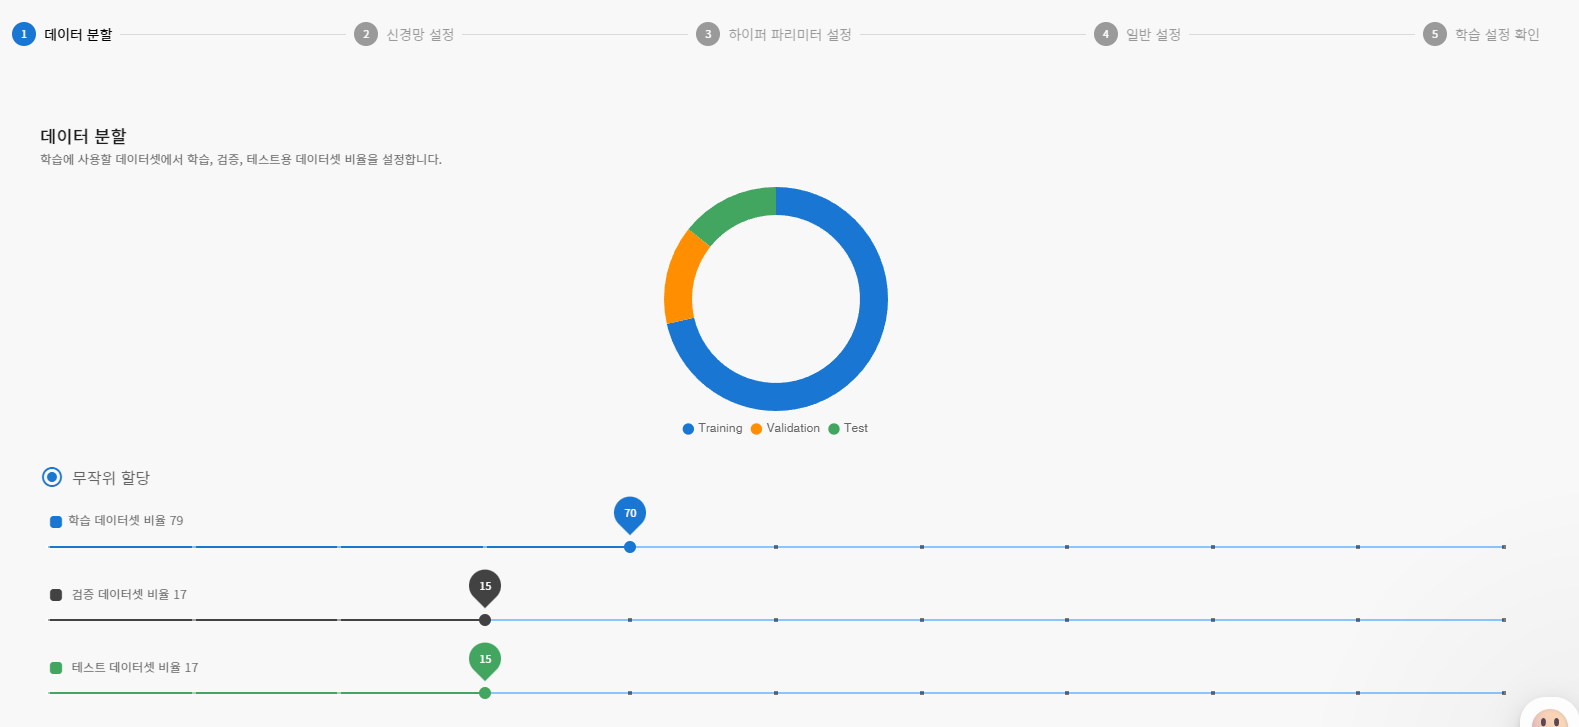 1 데이터 분할 2 신경망 설정 3 하이퍼 파리미터 설정 4 일반 설정 5 학습 설정 확인
데이터 분할
학습에 사용할 데이터셋에서 학습, 검증, 테스트용 데이터셋 비율을 설정합니다.
Training Validation Test
무작위 할당
학습 데이터셋 비율 79
70
검증 데이터셋 비율 17
15
테스트 데이터셋 비율 17
15